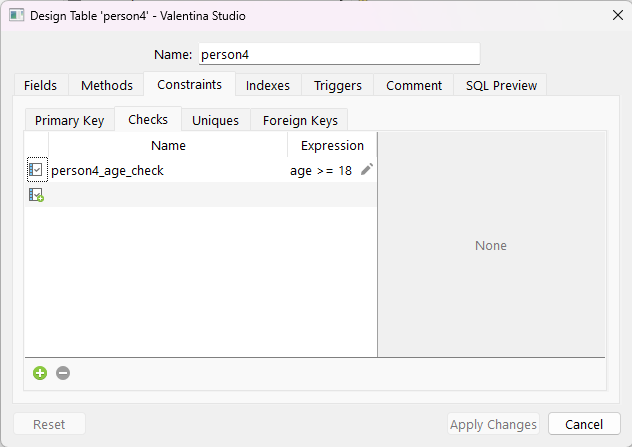 Design Table 'person4' - Valentina Studio
Name: person4
Fields Methods Constraints Indexes Triggers Comment SQL Preview
Primary Key Checks Uniques Foreign Keys
Name Expression
person4_age_check age >= 18
None
Reset Apply Changes Cancel